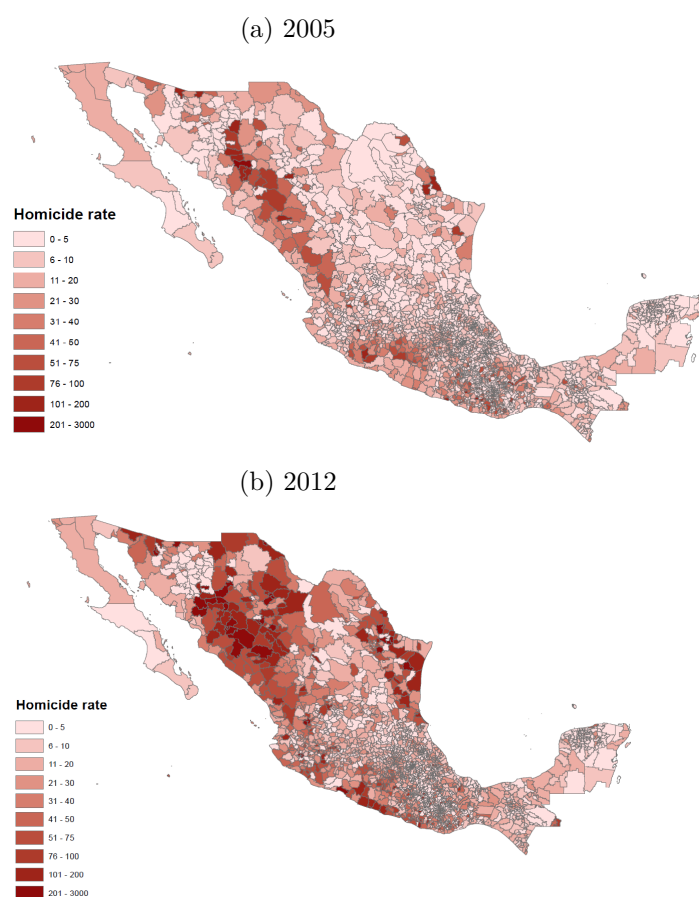 (a) 2005
Homicide rate
0 - 5
6 - 10
11 - 20
21 - 30
31 - 40
41 - 50
51 - 75
76 - 100
101 - 200
201 - 3000
(b) 2012
Homicide rate
0 - 5
6 - 10
11 - 20
21 - 30
31 - 40
41 - 50
51 - 75
76 - 100
101 - 200
201 - 3000